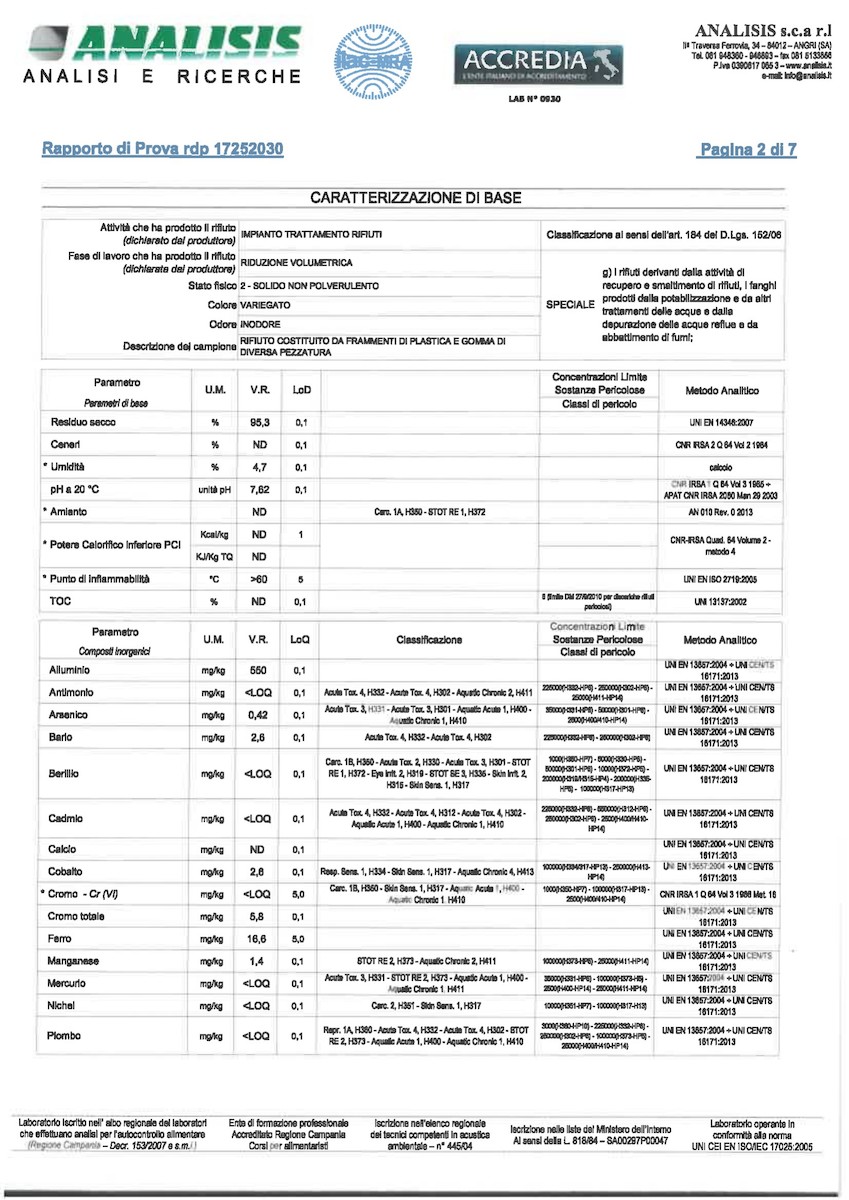 ANALISIS
ANALISI E RICERCHE
ilac-MRA
ACCREDIA
L'ENTE ITALIANO DI ACCREDITAMENTO
LAB N° 0930
ANALISIS s.c.a r.l
IIª Traversa Ferrovia, 34 – 84012 – ANGRI (SA)
Tel. 081 948360 - 946693 – fax 081 5133556
P.iva 0390617 065 3 – www.analisis.it
e-mail: info@analisis.it
Rapporto di Prova rdp 17252030
Pagina 2 di 7
CARATTERIZZAZIONE DI BASE
Attività che ha prodotto il rifiuto
(dichiarato dal produttore)
IMPIANTO TRATTAMENTO RIFIUTI
Fase di lavoro che ha prodotto il rifiuto
(dichiarata dal produttore)
RIDUZIONE VOLUMETRICA
Stato fisico 2 - SOLIDO NON POLVERULENTO
Colore VARIEGATO
Odore INODORE
Descrizione del campione RIFIUTO COSTITUITO DA FRAMMENTI DI PLASTICA E GOMMA DI
DIVERSA PEZZATURA
Classificazione ai sensi dell'art. 184 del D.Lgs. 152/06
SPECIALE
g) i rifiuti derivanti dalla attività di
recupero e smaltimento di rifiuti, i fanghi
prodotti dalla potabilizzazione e da altri
trattamenti delle acque e dalla
depurazione delle acque reflue e da
abbattimento di fumi;
Parametro
Parametri di base
U.M. V.R. LoD
Concentrazioni Limite
Sostanze Pericolose
Classi di pericolo
Metodo Analitico
Residuo secco % 95,3 0,1 UNI EN 14346:2007
Ceneri % ND 0,1 CNR IRSA 2 Q 64 Vol 2 1984
* Umidità % 4,7 0,1 calcolo
pH a 20 °C unità pH 7,62 0,1 CNR IRSA 1 Q 64 Vol 3 1985 +
APAT CNR IRSA 2060 Man 29 2003
* Amianto ND Carc. 1A, H350 - STOT RE 1, H372 AN 010 Rev. 0 2013
* Potere Calorifico Inferiore PCI
Kcal/kg ND 1
KJ/Kg TQ ND
CNR-IRSA Quad. 64 Volume 2 -
metodo 4
* Punto di infiammabilità °C >60 5 UNI EN ISO 2719:2005
TOC % ND 0,1 (limite DM 27/9/2010 per discariche rifiuti
pericolosi) UNI 13137:2002
Parametro
Composti inorganici
U.M. V.R. LoQ Classificazione
Concentrazioni Limite
Sostanze Pericolose
Classi di pericolo
Metodo Analitico
Alluminio mg/kg 550 0,1 UNI EN 13657:2004 + UNI CEN/TS
16171:2013
Antimonio mg/kg <LOQ 0,1 Acute Tox. 4, H332 - Acute Tox. 4, H302 - Aquatic Chronic 2, H411 225000(H332-HP6) - 250000(H302-HP6) -
25000(H411-HP14) UNI EN 13657:2004 + UNI CEN/TS
16171:2013
Arsenico mg/kg 0,42 0,1 Acute Tox. 3, H331 - Acute Tox. 3, H301 - Aquatic Acute 1, H400 -
Aquatic Chronic 1, H410 35000(H331-HP6) - 50000(H301-HP6) -
2500(H400/410-HP14) UNI EN 13657:2004 + UNI CEN/TS
16171:2013
Bario mg/kg 2,6 0,1 Acute Tox. 4, H332 - Acute Tox. 4, H302 225000(H332-HP6) - 250000(H302-HP6) UNI EN 13657:2004 + UNI CEN/TS
16171:2013
Berillio mg/kg <LOQ 0,1 Carc. 1B, H350 - Acute Tox. 2, H330 - Acute Tox. 3, H301 - STOT
RE 1, H372 - Eye Irrit. 2, H319 - STOT SE 3, H335 - Skin Irrit. 2,
H315 - Skin Sens. 1, H317
1000(H350-HP7) - 5000(H330-HP6) -
50000(H301-HP6) - 10000(H372-HP5) -
200000(H319/H315-HP4) - 200000(H335-
HP5) - 100000(H317-HP13)
UNI EN 13657:2004 + UNI CEN/TS
16171:2013
Cadmio mg/kg <LOQ 0,1 Acute Tox. 4, H332 - Acute Tox. 4, H312 - Acute Tox. 4, H302 -
Aquatic Acute 1, H400 - Aquatic Chronic 1, H410
225000(H332-HP6) - 550000(H312-HP6) -
250000(H302-HP6) - 2500(H400/H410-
HP14)
UNI EN 13657:2004 + UNI CEN/TS
16171:2013
Calcio mg/kg ND 0,1 UNI EN 13657:2004 + UNI CEN/TS
16171:2013
Cobalto mg/kg 2,6 0,1 Resp. Sens. 1, H334 - Skin Sens. 1, H317 - Aquatic Chronic 4, H413 100000(H334/317-HP13) - 250000(H413-
HP14) UNI EN 13657:2004 + UNI CEN/TS
16171:2013
* Cromo - Cr (VI) mg/kg <LOQ 5,0 Carc. 1B, H350 - Skin Sens. 1, H317 - Aquatic Acute 1, H400 -
Aquatic Chronic 1, H410 1000(H350-HP7) - 100000(H317-HP13) -
2500(H400/410-HP14) CNR IRSA 1 Q 64 Vol 3 1986 Met. 16
Cromo totale mg/kg 5,8 0,1 UNI EN 13657:2004 + UNI CEN/TS
16171:2013
Ferro mg/kg 16,6 5,0 UNI EN 13657:2004 + UNI CEN/TS
16171:2013
Manganese mg/kg 1,4 0,1 STOT RE 2, H373 - Aquatic Chronic 2, H411 100000(H373-HP5) - 25000(H411-HP14) UNI EN 13657:2004 + UNI CEN/TS
16171:2013
Mercurio mg/kg <LOQ 0,1 Acute Tox. 3, H331 - STOT RE 2, H373 - Aquatic Acute 1, H400 -
Aquatic Chronic 1, H411 35000(H331-HP6) - 100000(H373-H5) -
2500(H400-HP14) - 25000(H411-HP14) UNI EN 13657:2004 + UNI CEN/TS
16171:2013
Nichel mg/kg <LOQ 0,1 Carc. 2, H351 - Skin Sens. 1, H317 10000(H351-HP7) - 100000(H317-H13) UNI EN 13657:2004 + UNI CEN/TS
16171:2013
Piombo mg/kg <LOQ 0,1 Repr. 1A, H360 - Acute Tox. 4, H332 - Acute Tox. 4, H302 - STOT
RE 2, H373 - Aquatic Acute 1, H400 - Aquatic Chronic 1, H410
3000(H360-HP10) - 225000(H332-HP6) -
250000(H302-HP6) - 100000(H373-HP5) -
25000(H400/H410-HP14)
UNI EN 13657:2004 + UNI CEN/TS
16171:2013
Laboratorio iscritto nell' albo regionale dei laboratori
che effettuano analisi per l'autocontrollo alimentare
(Regione Campania – Decr. 153/2007 e s.m.i)
Ente di formazione professionale
Accreditato Regione Campania
Corsi per alimentaristi
Iscrizione nell'elenco regionale
dei tecnici competenti in acustica
ambientale – n° 445/04
Iscrizione nelle liste del Ministero dell'Interno
Ai sensi della L. 818/84 – SA00297P00047
Laboratorio operante in
conformità alla norma
UNI CEI EN ISO/IEC 17025:2005